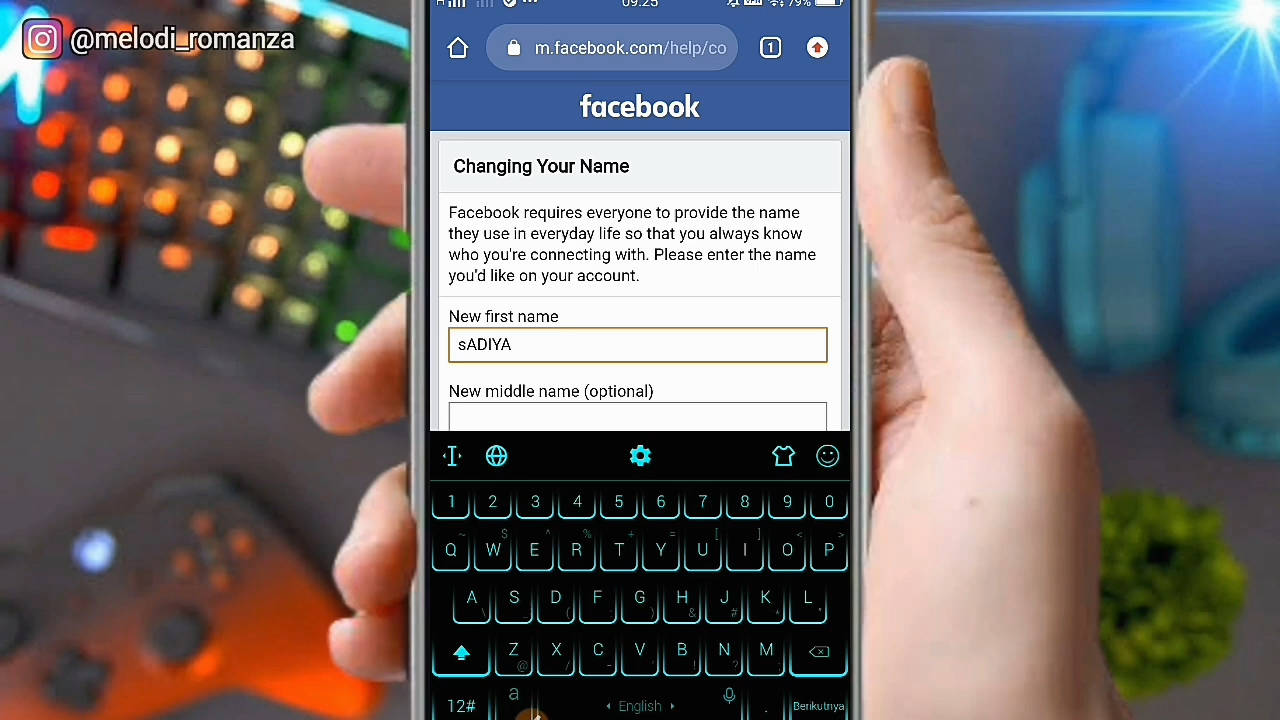 @melodi_romanza
09.25
79%
m.facebook.com/help/co
1
facebook
Changing Your Name
Facebook requires everyone to provide the name
they use in everyday life so that you always know
who you're connecting with. Please enter the name
you'd like on your account.
New first name
sADIYA
New middle name (optional)
1 2 3 4 5 6 7 8 9 0
Q W E R T Y U I O P
A S D F G H J K L
Z X C V B N M
12# a English . Berikutnya